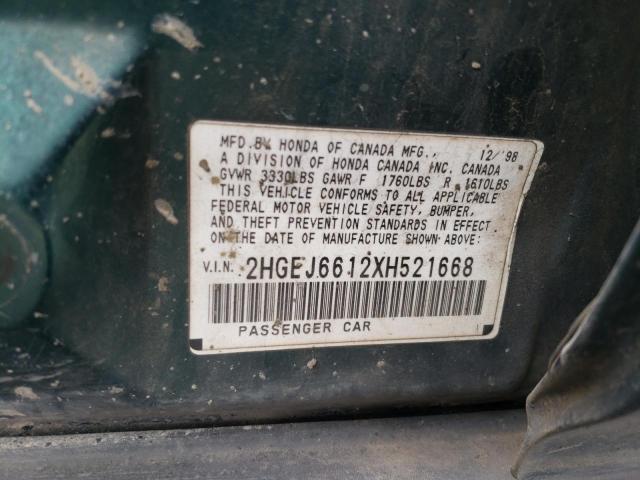 MFD.BY HONDA OF CANADA MFG., 12/'98
A DIVISION OF HONDA CANADA INC. CANADA
GVWR 3330LBS GAWR F 1760LBS R 1610LBS
THIS VEHICLE CONFORMS TO ALL APPLICABLE
FEDERAL MOTOR VEHICLE SAFETY, BUMPER,
AND THEFT PREVENTION STANDARDS IN EFFECT
ON THE DATE OF MANUFACTURE SHOWN ABOVE:
V.I.N. 2HGEJ6612XH521668
PASSENGER CAR